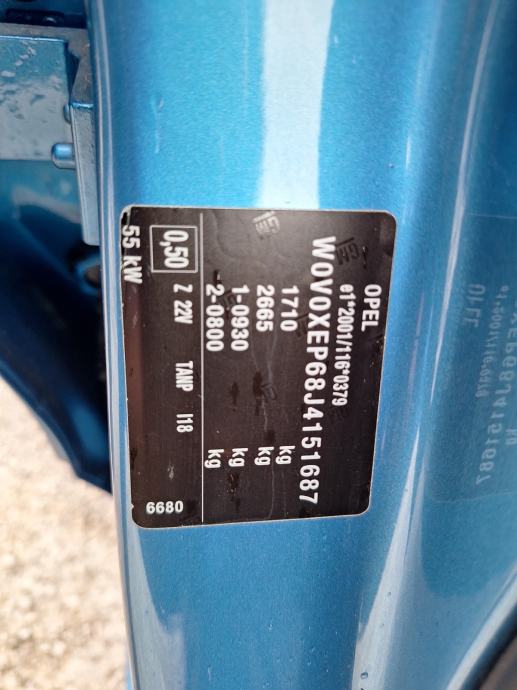 OPEL
e1*2001/116*0379
W0V0XEP68J4151687
1710 kg
2665 kg
1-0930 kg
2-0800 kg
0,50 Z 22V TANP I18
55 kW
6680